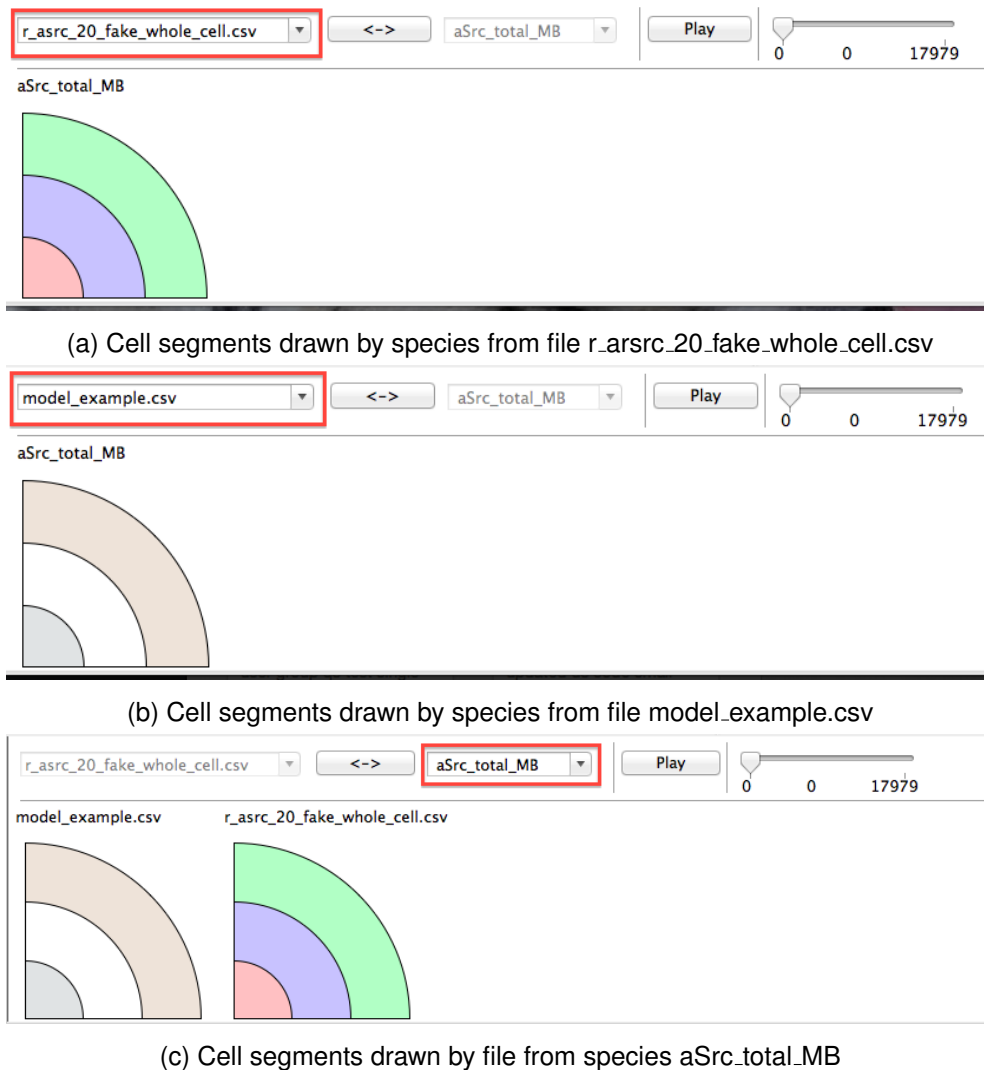 r_asrc_20_fake_whole_cell.csv <-> aSrc_total_MB Play
0 0 17979
aSrc_total_MB
(a) Cell segments drawn by species from file r_arsrc_20_fake_whole_cell.csv
model_example.csv <-> aSrc_total_MB Play
0 0 17979
aSrc_total_MB
(b) Cell segments drawn by species from file model_example.csv
r_asrc_20_fake_whole_cell.csv <-> aSrc_total_MB Play
0 0 17979
model_example.csv r_asrc_20_fake_whole_cell.csv
(c) Cell segments drawn by file from species aSrc_total_MB